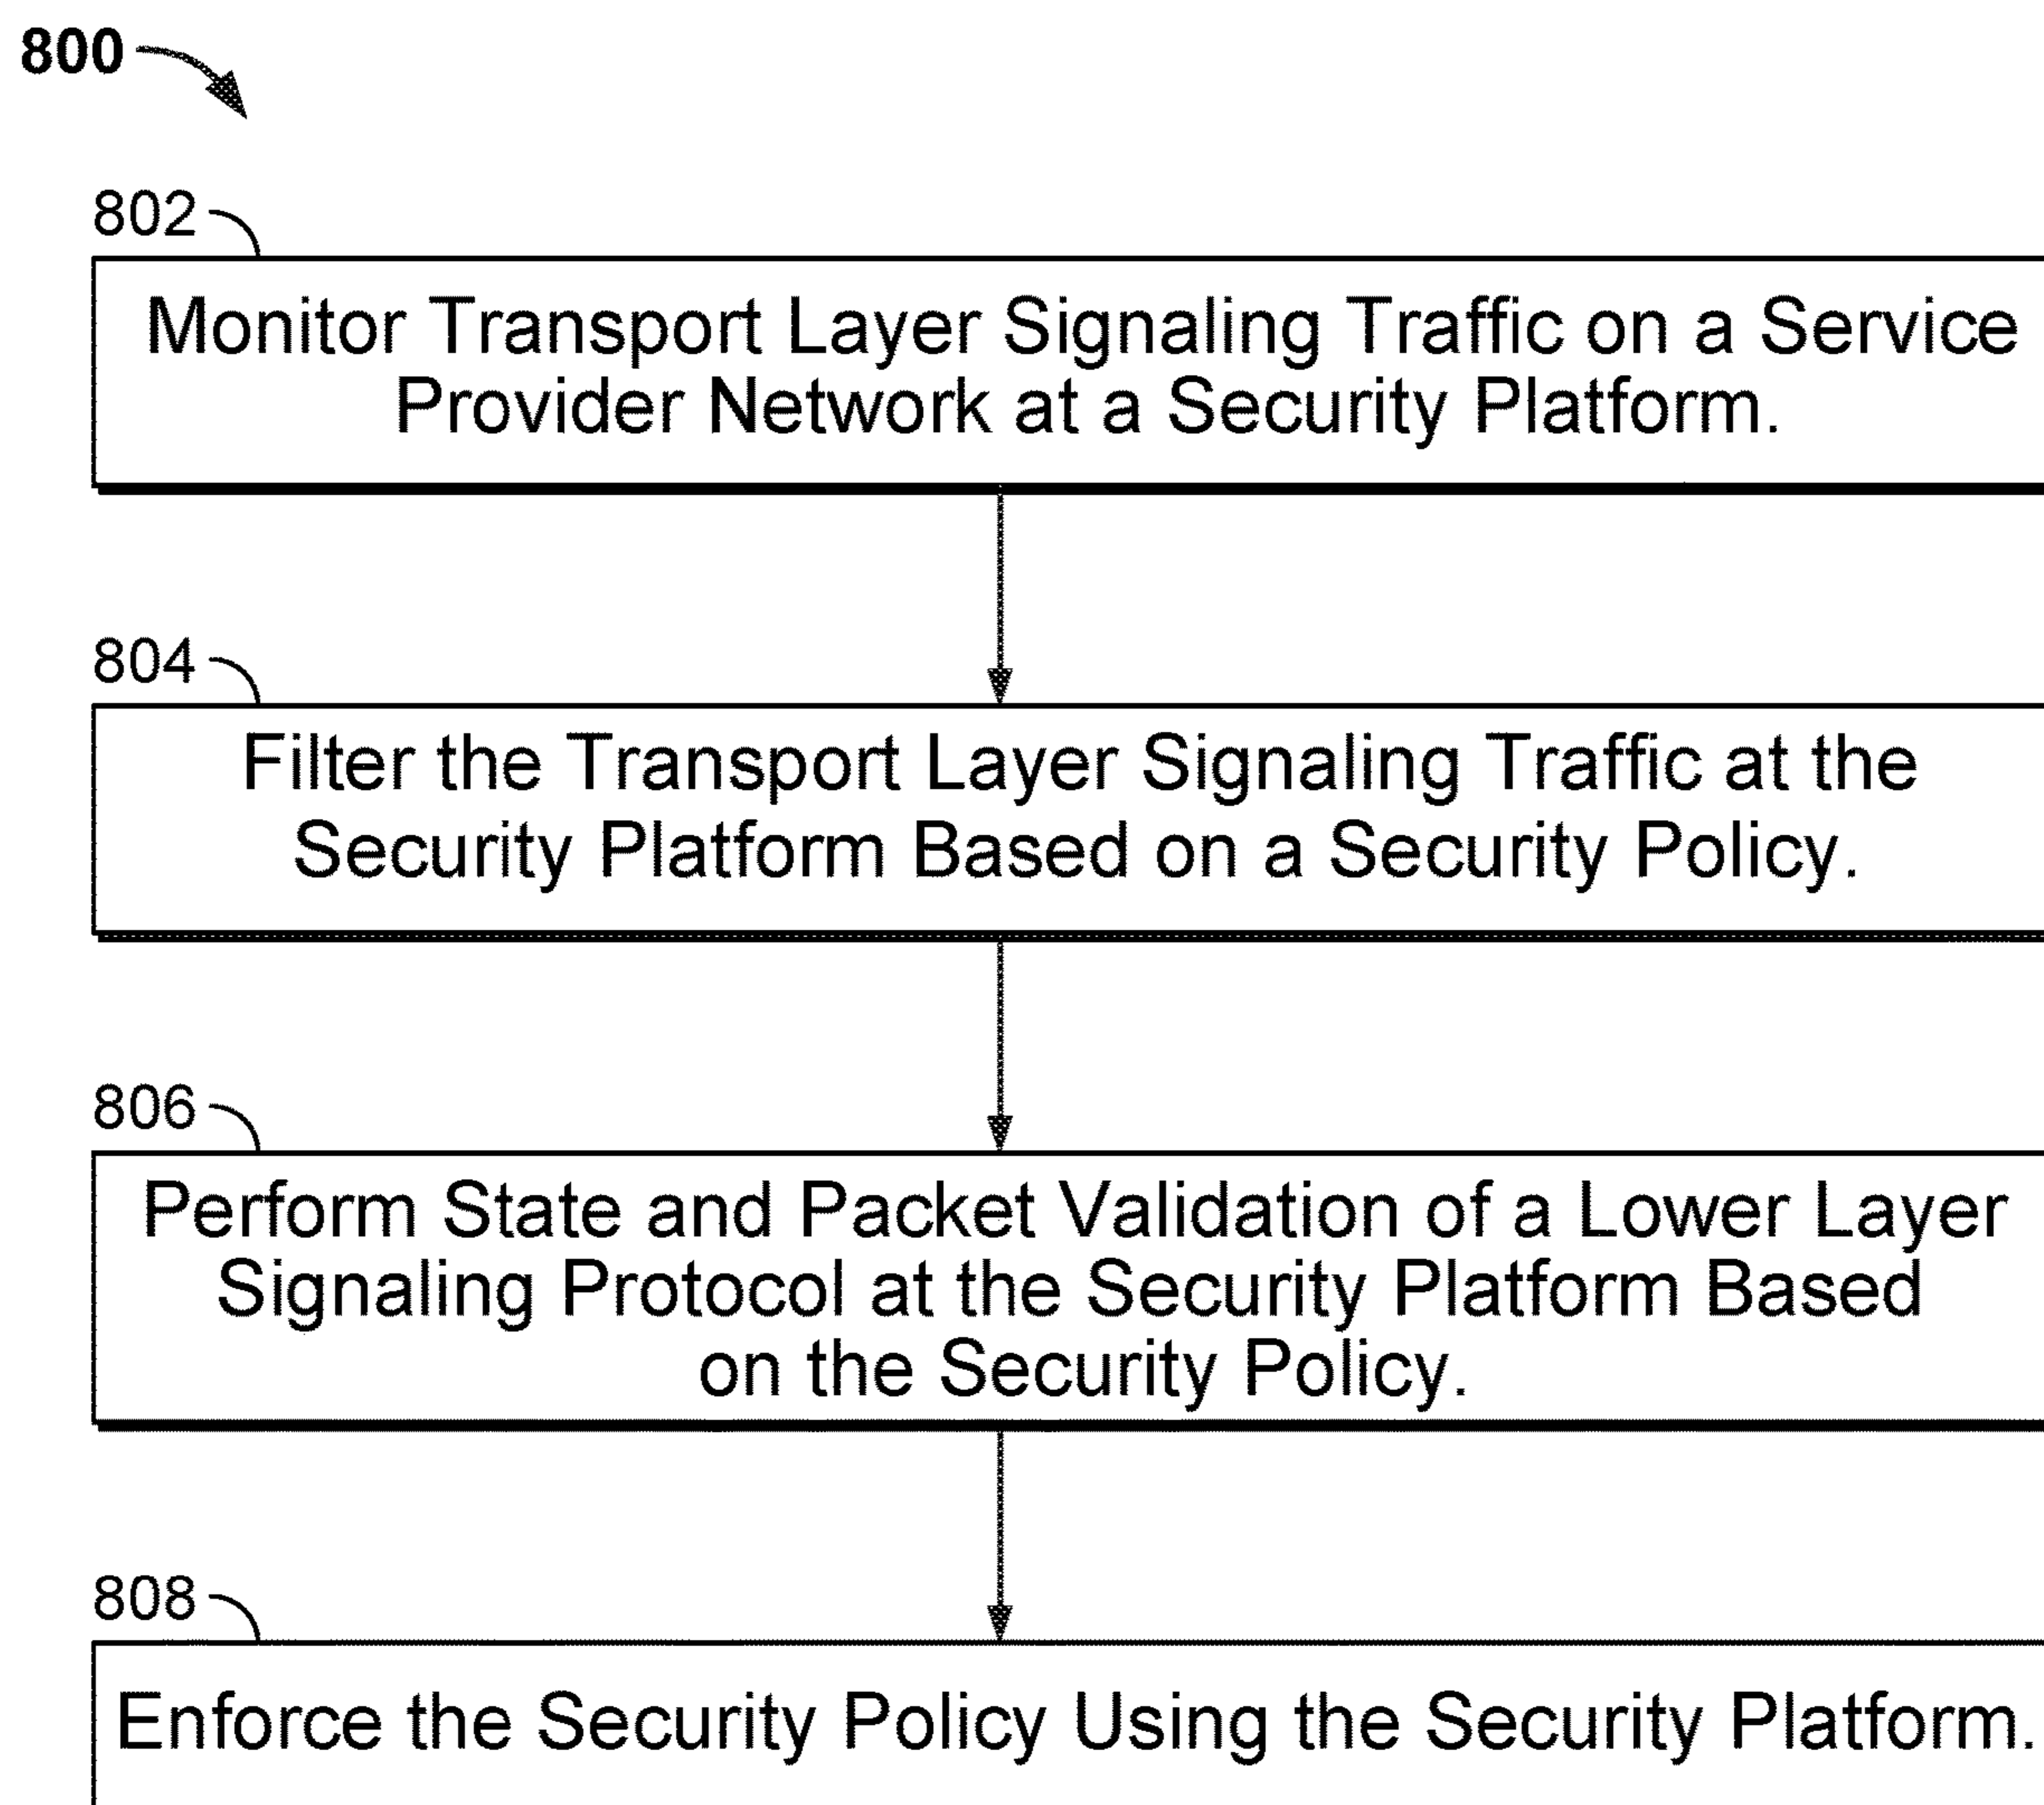 800
802
Monitor Transport Layer Signaling Traffic on a Service
Provider Network at a Security Platform.
804
Filter the Transport Layer Signaling Traffic at the
Security Platform Based on a Security Policy.
806
Perform State and Packet Validation of a Lower Layer
Signaling Protocol at the Security Platform Based
on the Security Policy.
808
Enforce the Security Policy Using the Security Platform.